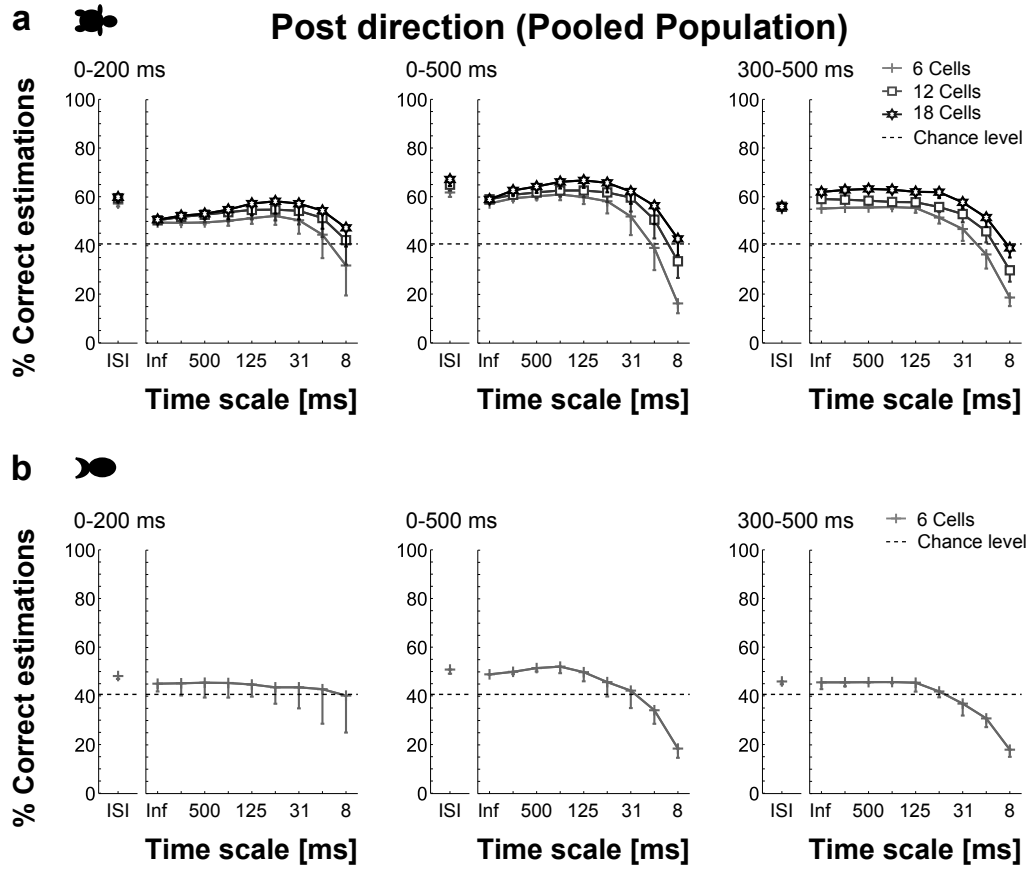 a
Post direction (Pooled Population)
0-200 ms
0-500 ms
300-500 ms
6 Cells
12 Cells
18 Cells
Chance level
% Correct estimations
100
80
60
40
20
0
ISI
Inf 500 125 31 8
Time scale [ms]
100
80
60
40
20
0
ISI
Inf 500 125 31 8
Time scale [ms]
100
80
60
40
20
0
ISI
Inf 500 125 31 8
Time scale [ms]
b
0-200 ms
0-500 ms
300-500 ms
6 Cells
Chance level
% Correct estimations
100
80
60
40
20
0
ISI
Inf 500 125 31 8
Time scale [ms]
100
80
60
40
20
0
ISI
Inf 500 125 31 8
Time scale [ms]
100
80
60
40
20
0
ISI
Inf 500 125 31 8
Time scale [ms]